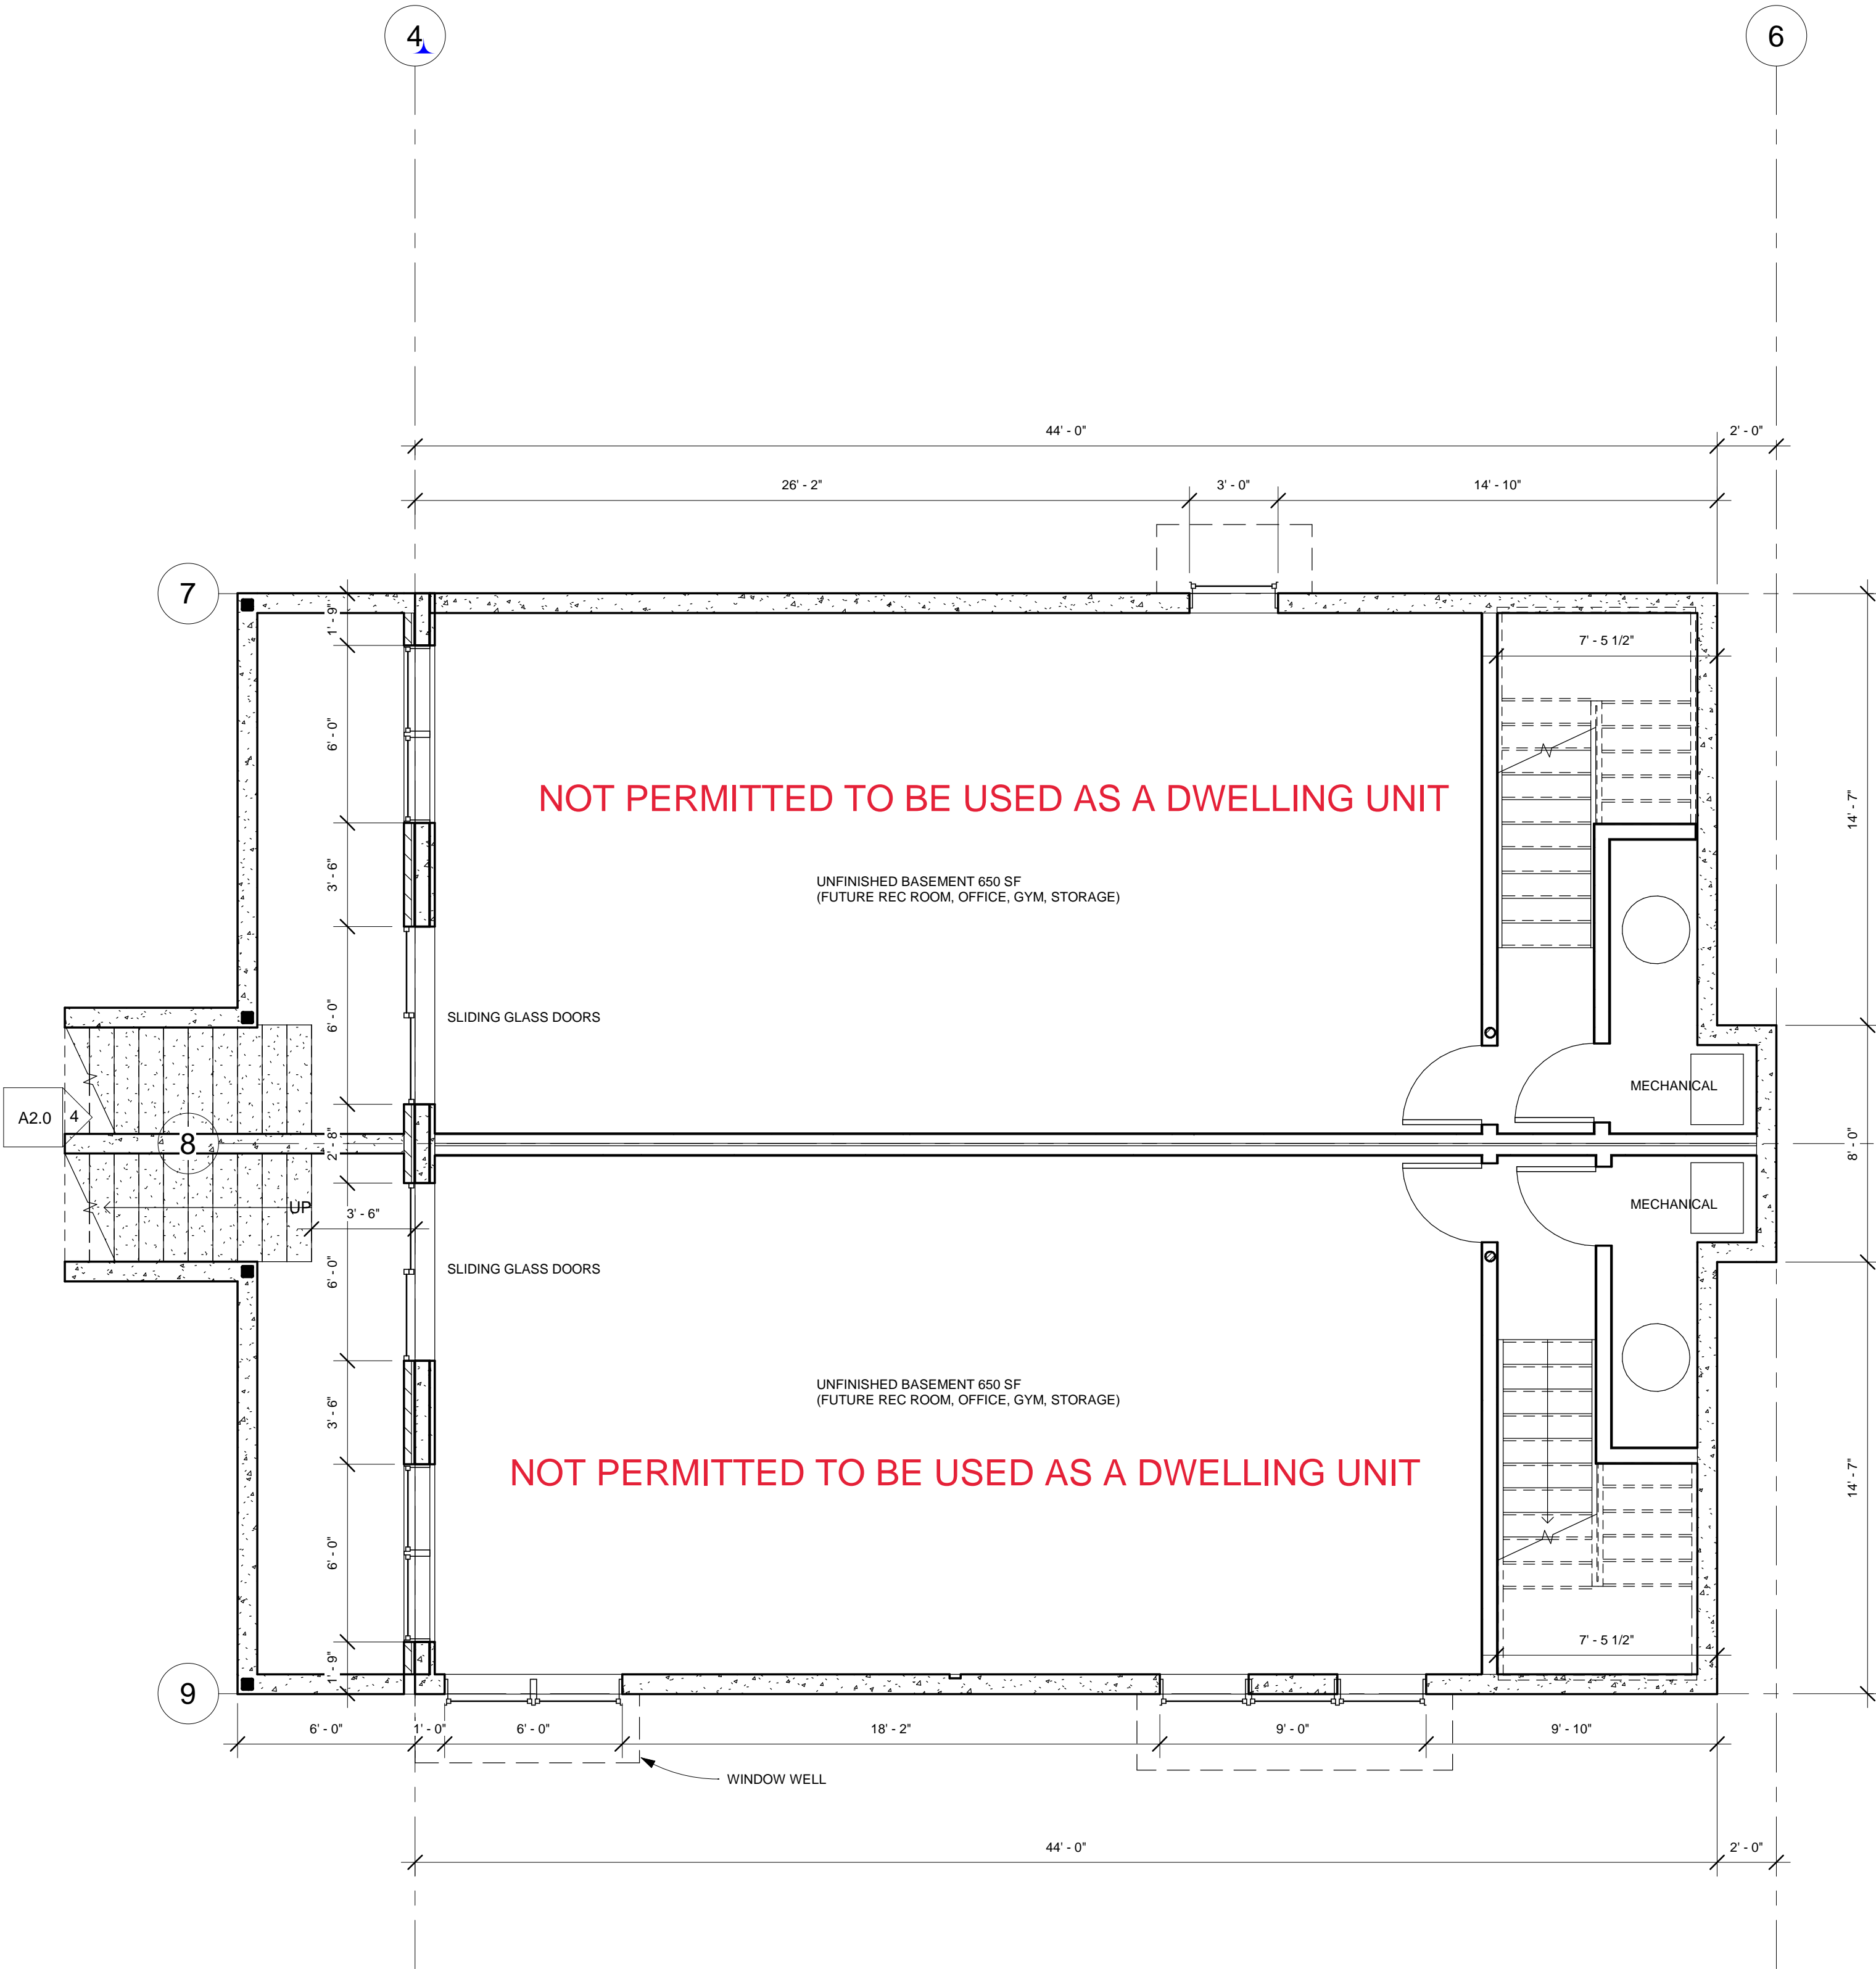 4
6
44' - 0"
2' - 0"
26' - 2"
3' - 0"
14' - 10"
7
1' - 9"
7' - 5 1/2"
6' - 0"
NOT PERMITTED TO BE USED AS A DWELLING UNIT
14' - 7"
3' - 6"
UNFINISHED BASEMENT 650 SF
(FUTURE REC ROOM, OFFICE, GYM, STORAGE)
6' - 0"
SLIDING GLASS DOORS
MECHANICAL
A2.0
4
8
2' - 8"
8' - 0"
UP
3' - 6"
MECHANICAL
6' - 0"
SLIDING GLASS DOORS
3' - 6"
UNFINISHED BASEMENT 650 SF
(FUTURE REC ROOM, OFFICE, GYM, STORAGE)
NOT PERMITTED TO BE USED AS A DWELLING UNIT
14' - 7"
6' - 0"
7' - 5 1/2"
1' - 9"
9
6' - 0"
1' - 0"
6' - 0"
18' - 2"
9' - 0"
9' - 10"
WINDOW WELL
44' - 0"
2' - 0"